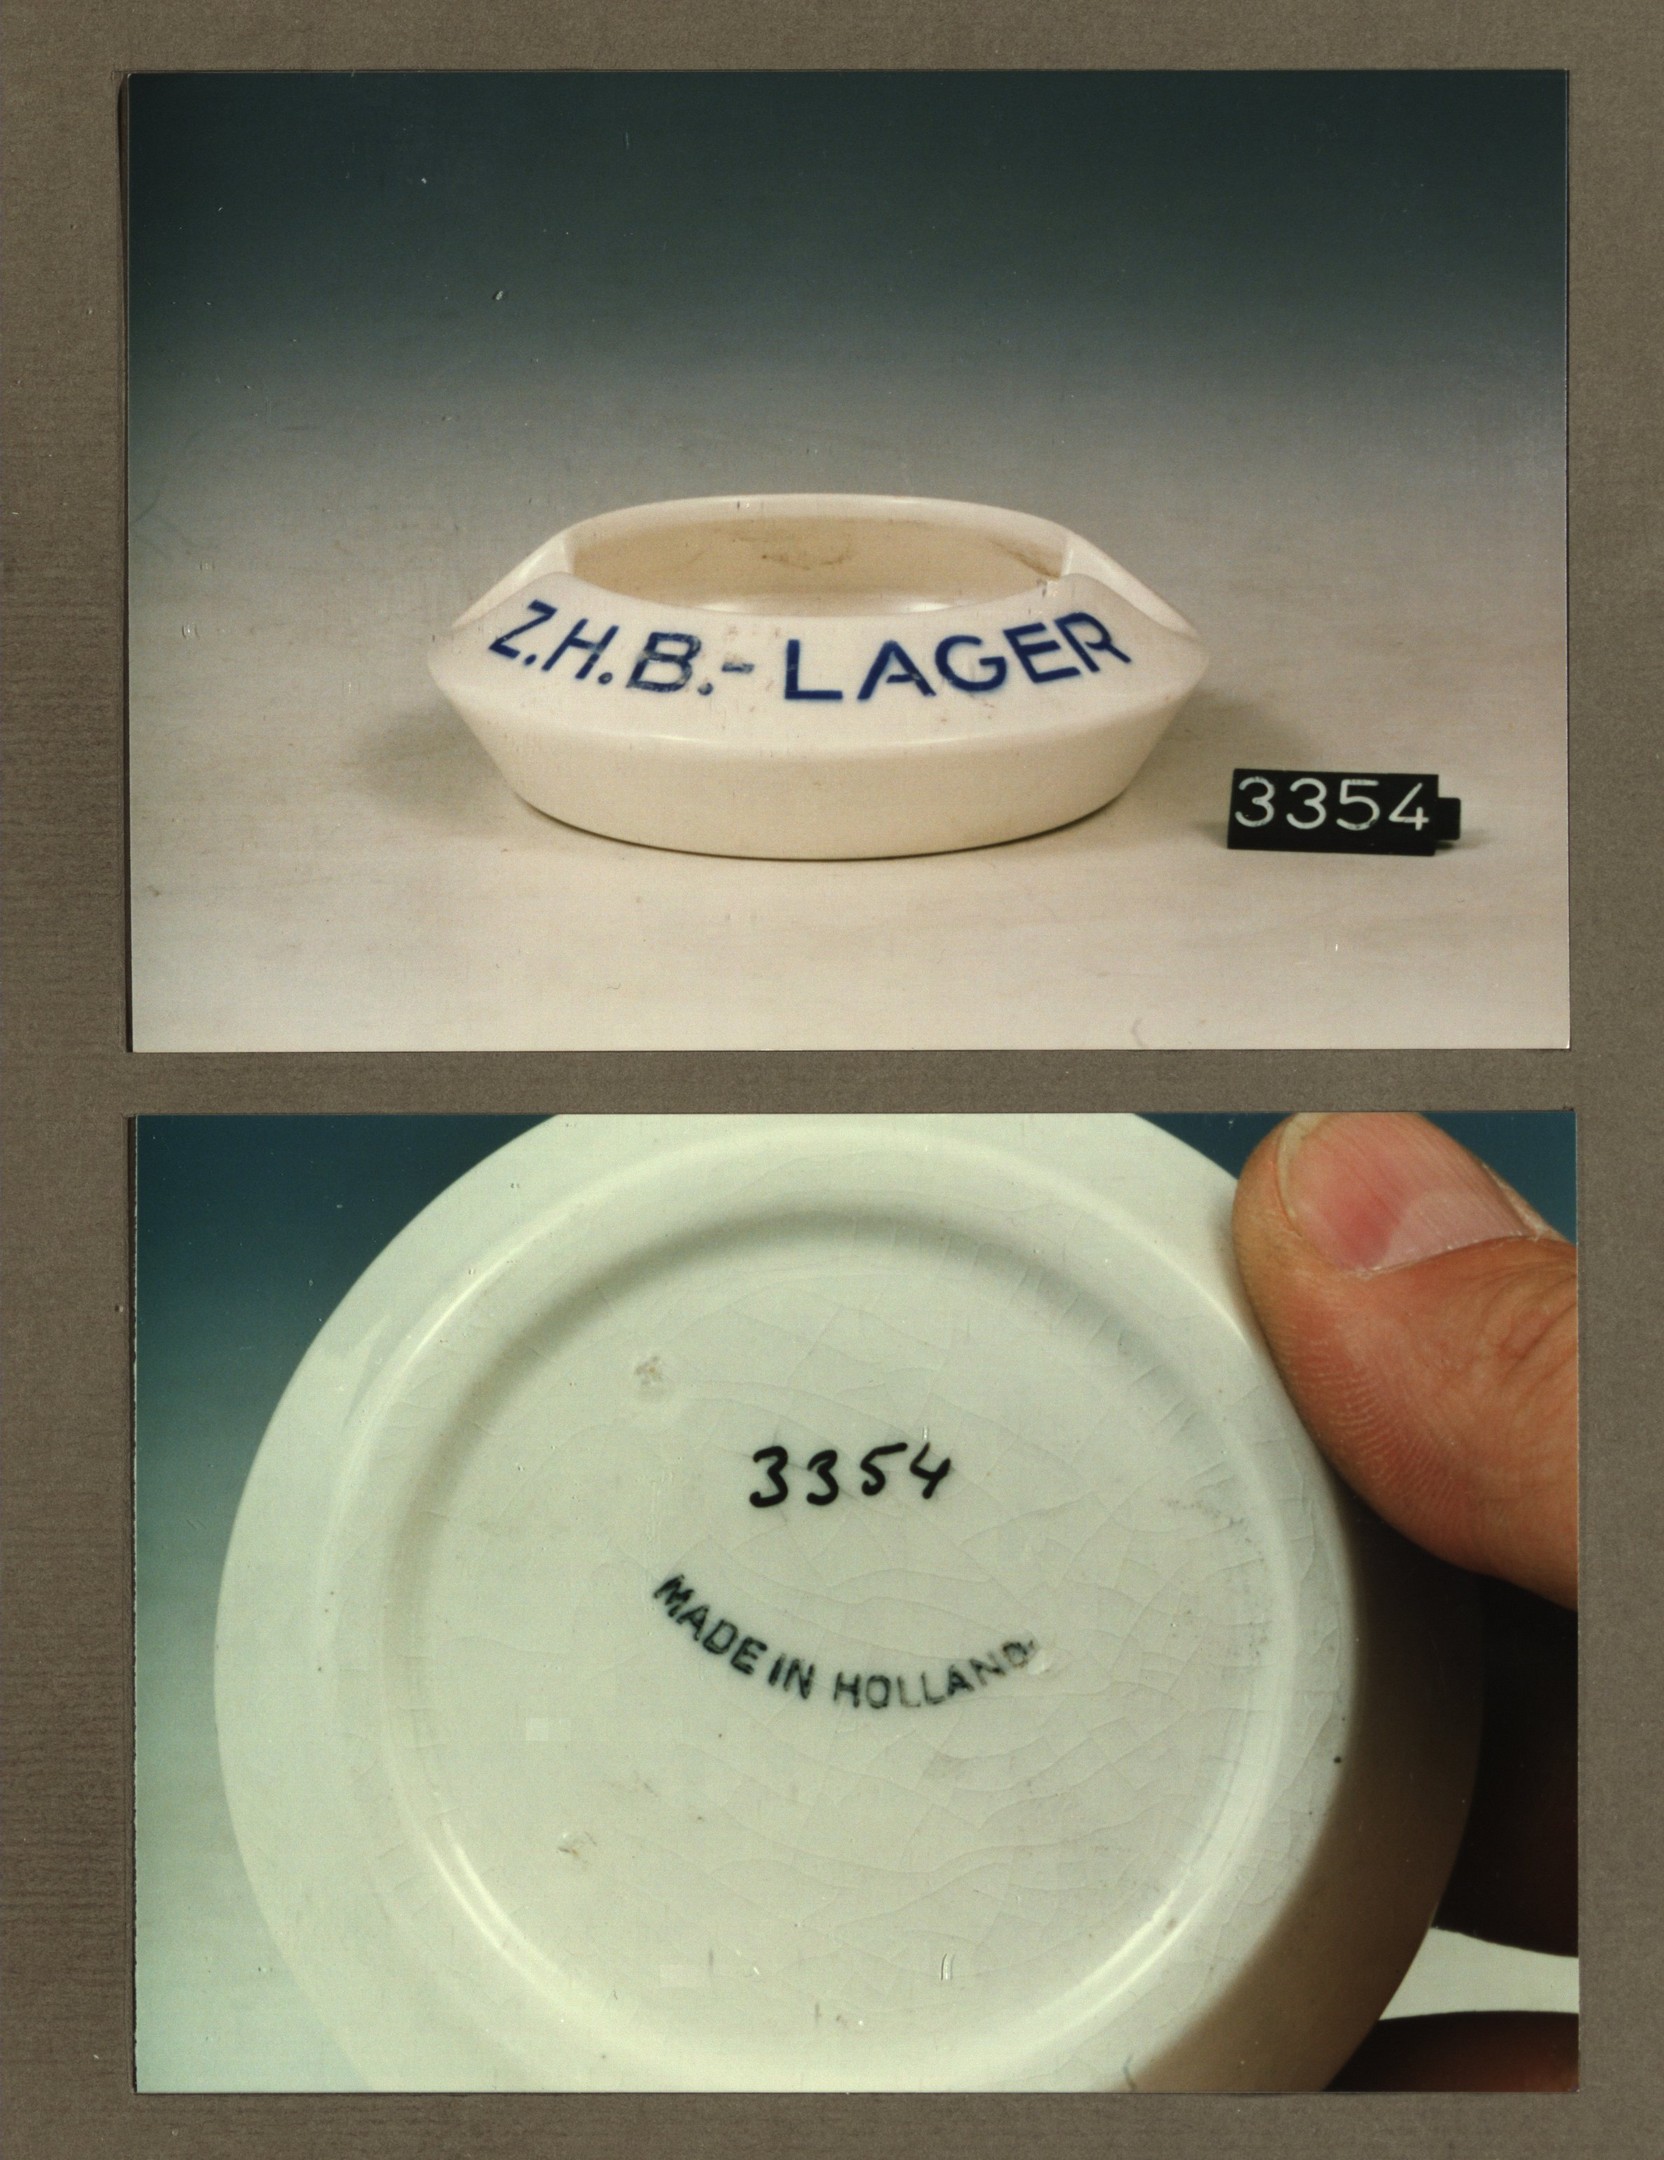 Z.H.B.-LAGER
3354
3354
MADE IN HOLLAND